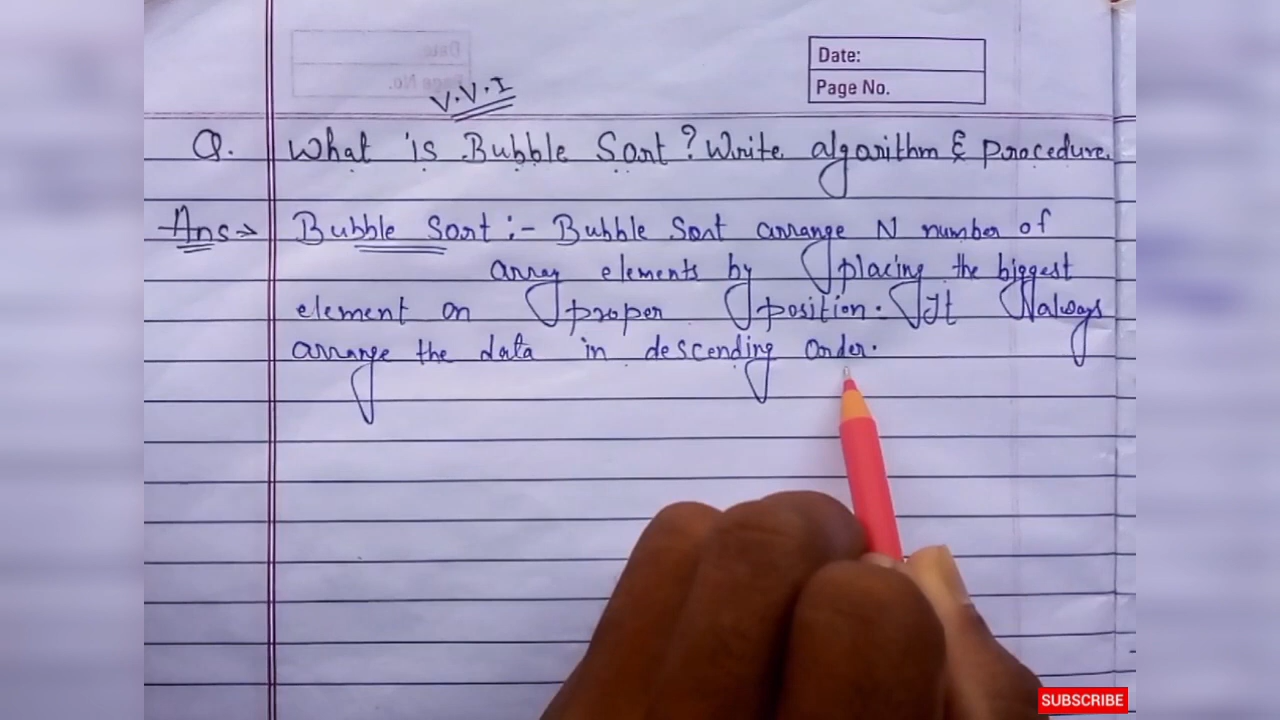 Date:
Page No.
V.V.I
Q. What is Bubble Sort? Write algorithm & procedure.
Ans→ Bubble Sort :- Bubble Sort arrange N number of
array elements by placing the biggest
element on proper position. It always
arrange the data in descending order.
SUBSCRIBE